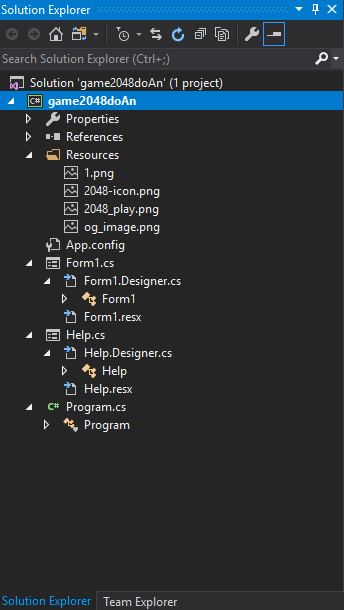 Solution Explorer
Search Solution Explorer (Ctrl+;)
Solution 'game2048doAn' (1 project)
C# game2048doAn
Properties
References
Resources
1.png
2048-icon.png
2048_play.png
og_image.png
App.config
Form1.cs
Form1.Designer.cs
Form1
Form1.resx
Help.cs
Help.Designer.cs
Help
Help.resx
C# Program.cs
Program
Solution Explorer Team Explorer